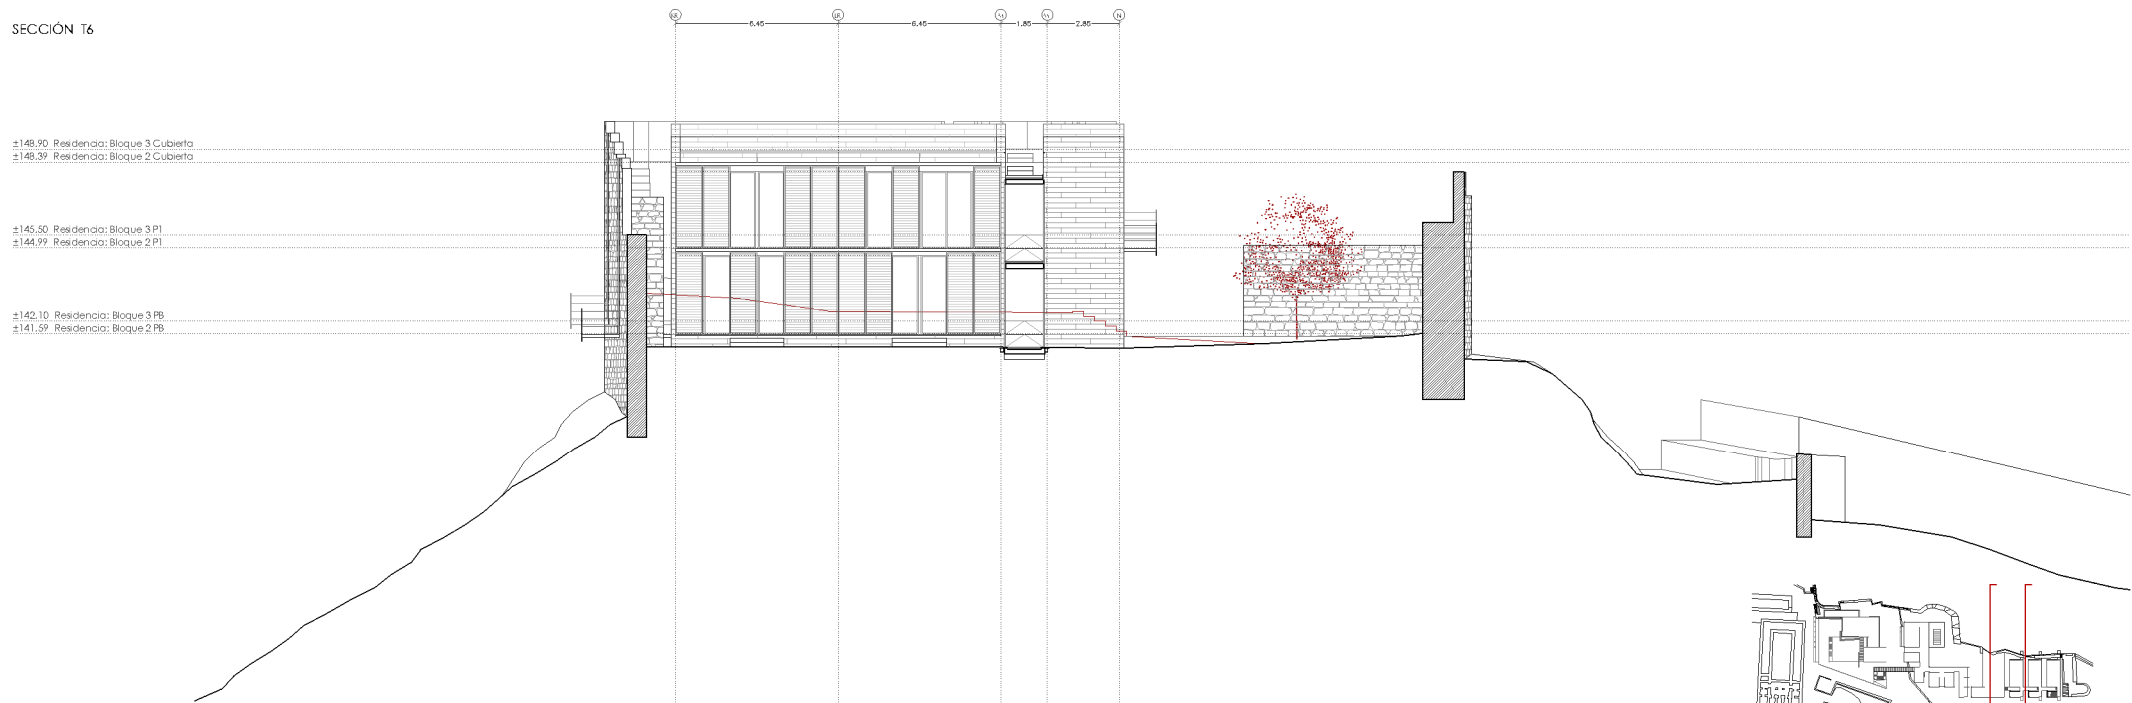 SECCIÓN T6
6.45 6.45 1.85 2.85
±148.90 Residencia: Bloque 3 Cubierta
±148.39 Residencia: Bloque 2 Cubierta
±145.50 Residencia: Bloque 3 P1
±144.99 Residencia: Bloque 2 P1
±142.10 Residencia: Bloque 3 PB
±141.59 Residencia: Bloque 2 PB